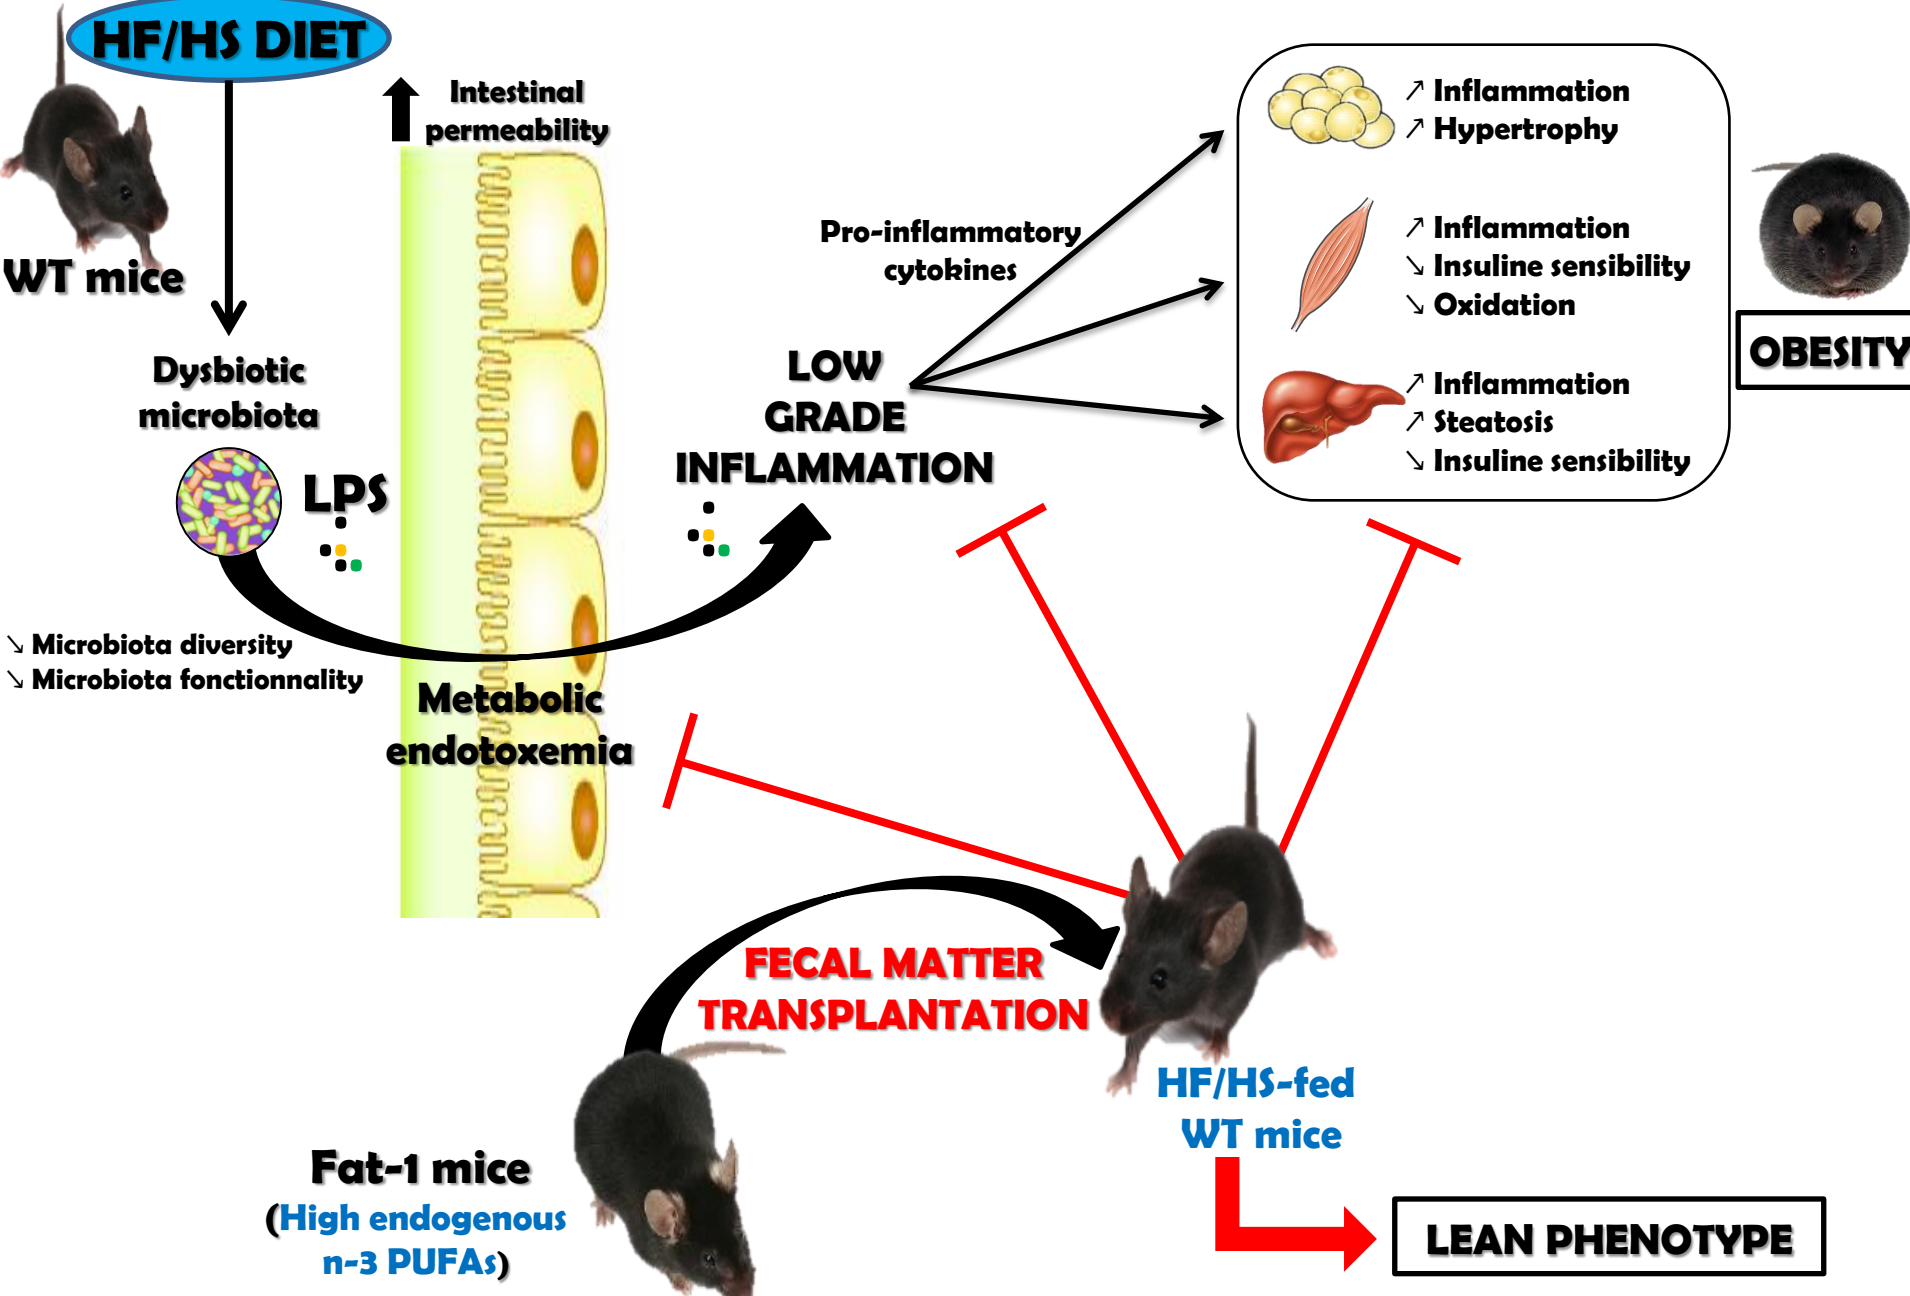 HF/HS DIET
WT mice
Intestinal
permeability
Dysbiotic
microbiota
LPS
↘ Microbiota diversity
↘ Microbiota fonctionnality
Metabolic
endotoxemia
LOW
GRADE
INFLAMMATION
Pro-inflammatory
cytokines
↗ Inflammation
↗ Hypertrophy
↗ Inflammation
↘ Insuline sensibility
↘ Oxidation
↗ Inflammation
↗ Steatosis
↘ Insuline sensibility
OBESITY
FECAL MATTER
TRANSPLANTATION
Fat-1 mice
(High endogenous
n-3 PUFAs)
HF/HS-fed
WT mice
LEAN PHENOTYPE